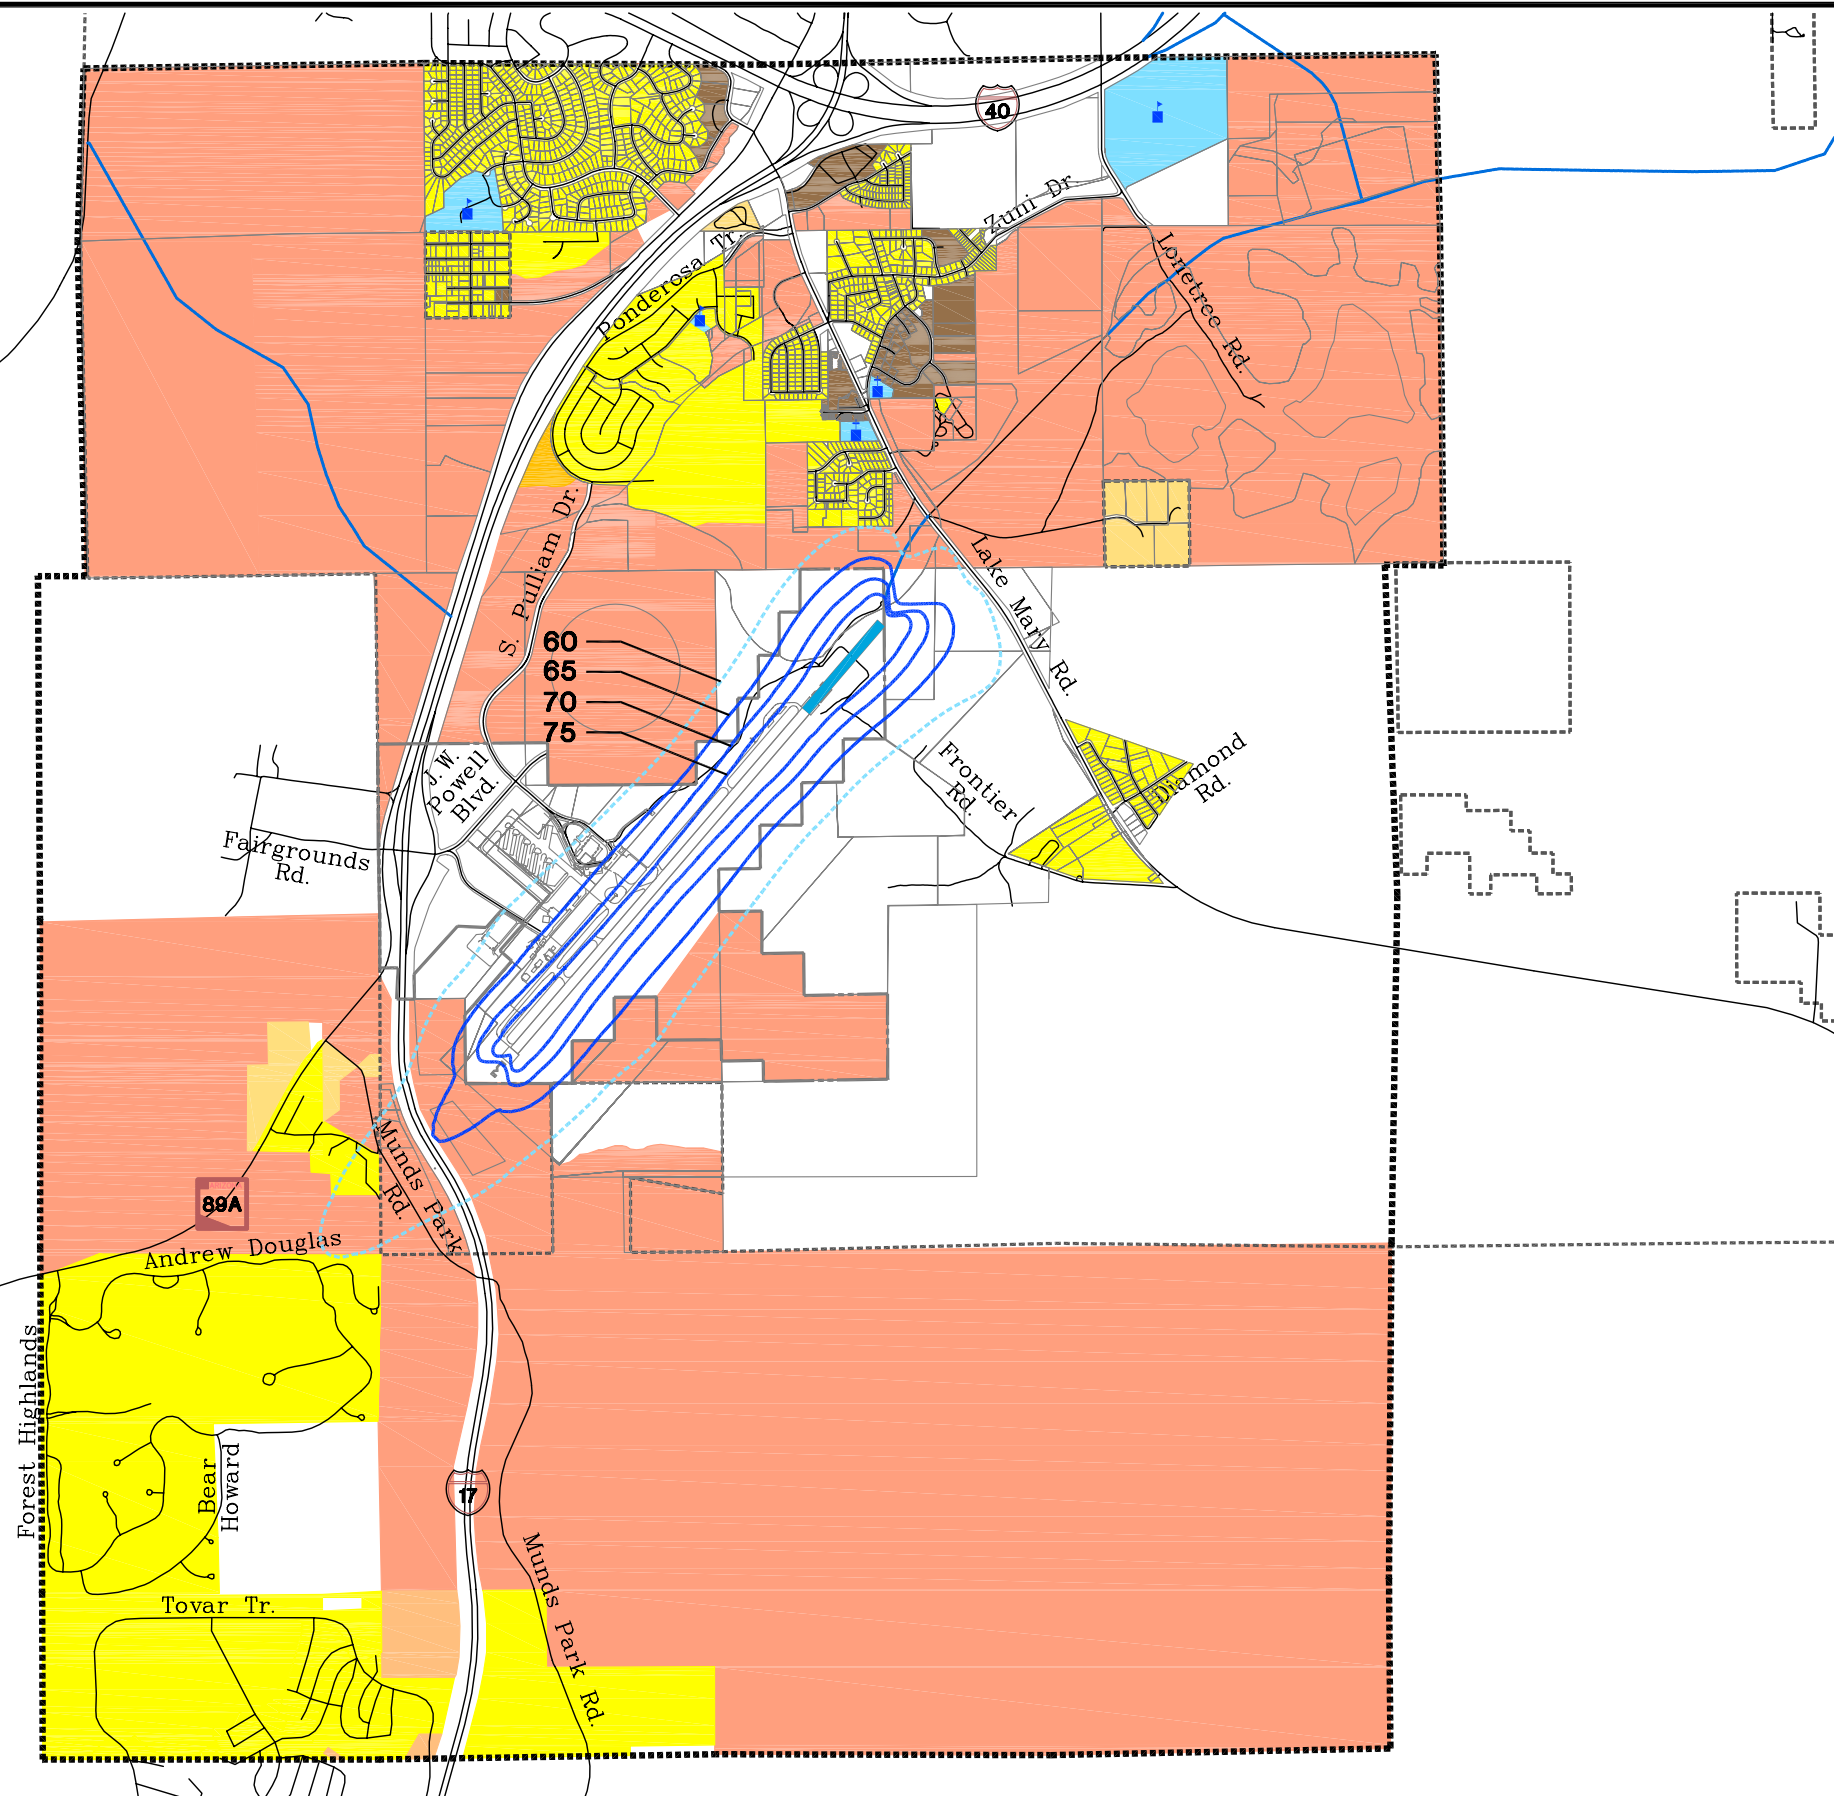 40
Zuni Dr.
Ponderosa Tr.
Lonetree Rd.
S. Pulliam Dr.
Lake Mary Rd.
60
65
70
75
J.W.
Powell
Blvd.
Frontier
Rd.
Diamond
Rd.
Fairgrounds
Rd.
Munds Park
Rd.
89A
Andrew Douglas
Forest Highlands
Bear
Howard
17
Munds Park Rd.
Tovar Tr.